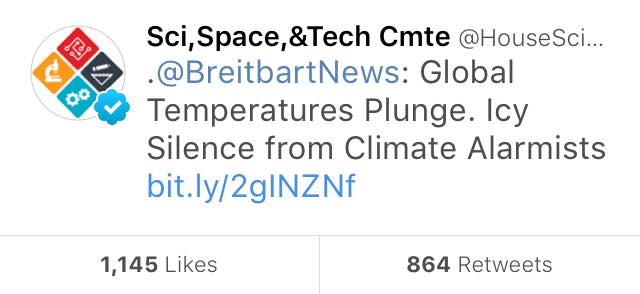 Sci,Space,&Tech Cmte @HouseSci...
.@BreitbartNews: Global
Temperatures Plunge. Icy
Silence from Climate Alarmists
bit.ly/2gINZNf
1,145 Likes 864 Retweets